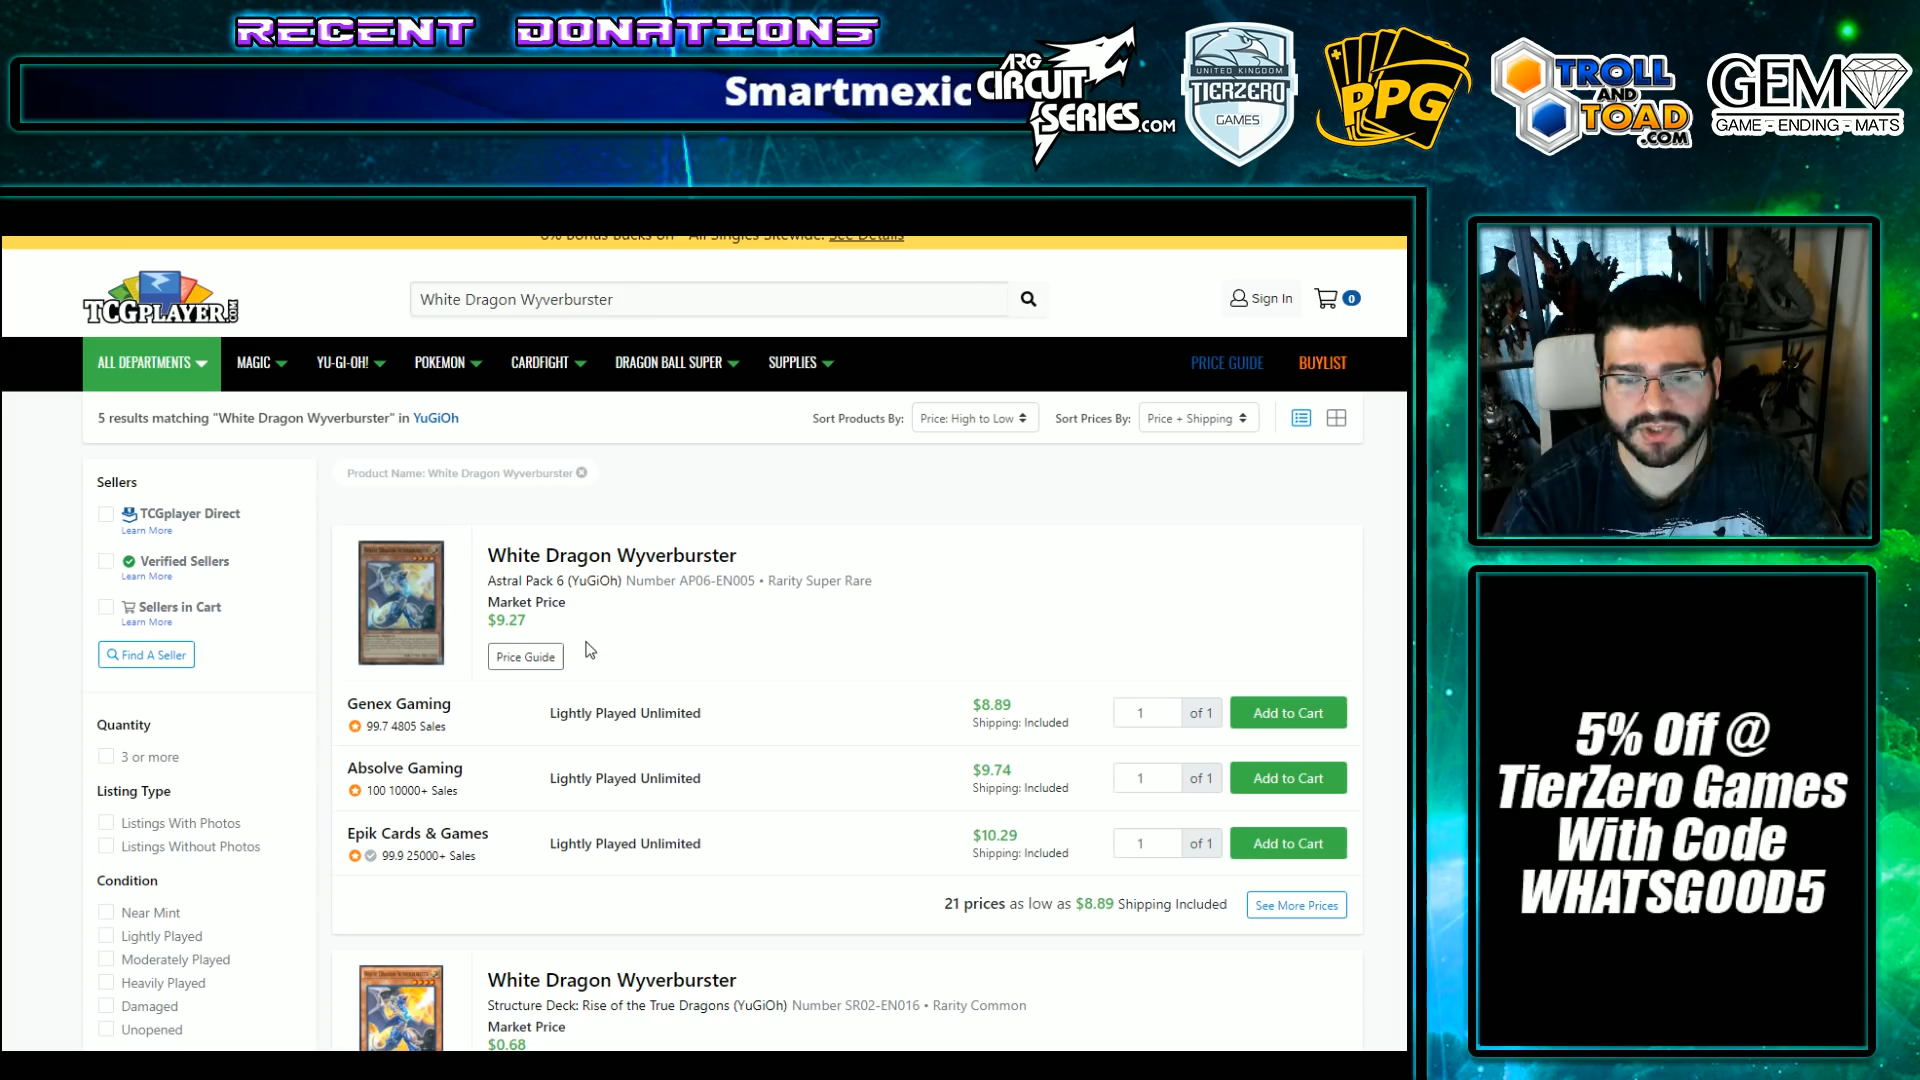 RECENT DONATIONS
Smartmexic
ARG
CIRCUIT
SERIES.COM
UNITED KINGDOM
TIERZERO
GAMES
PPG
TROLL
AND
TOAD
.COM
GEM
GAME - ENDING - MATS
All Singles Sitewide. See Details
TCGPLAYER.COM
White Dragon Wyverburster
Sign In
0
ALL DEPARTMENTS
MAGIC
YU-GI-OH!
POKEMON
CARDFIGHT
DRAGON BALL SUPER
SUPPLIES
PRICE GUIDE
BUYLIST
5 results matching "White Dragon Wyverburster" in YuGiOh
Sort Products By:
Price: High to Low
Sort Prices By:
Price + Shipping
Sellers
TCGplayer Direct
Learn More
Verified Sellers
Learn More
Sellers in Cart
Learn More
Find A Seller
Quantity
3 or more
Listing Type
Listings With Photos
Listings Without Photos
Condition
Near Mint
Lightly Played
Moderately Played
Heavily Played
Damaged
Unopened
Product Name: White Dragon Wyverburster
White Dragon Wyverburster
Astral Pack 6 (YuGiOh) Number AP06-EN005 • Rarity Super Rare
Market Price
$9.27
Price Guide
Genex Gaming
99.7 4805 Sales
Lightly Played Unlimited
$8.89
Shipping: Included
1 of 1
Add to Cart
Absolve Gaming
100 10000+ Sales
Lightly Played Unlimited
$9.74
Shipping: Included
1 of 1
Add to Cart
Epik Cards & Games
99.9 25000+ Sales
Lightly Played Unlimited
$10.29
Shipping: Included
1 of 1
Add to Cart
21 prices as low as $8.89 Shipping Included
See More Prices
White Dragon Wyverburster
Structure Deck: Rise of the True Dragons (YuGiOh) Number SR02-EN016 • Rarity Common
Market Price
$0.68
5% Off @
TierZero Games
With Code
WHATSGOOD5